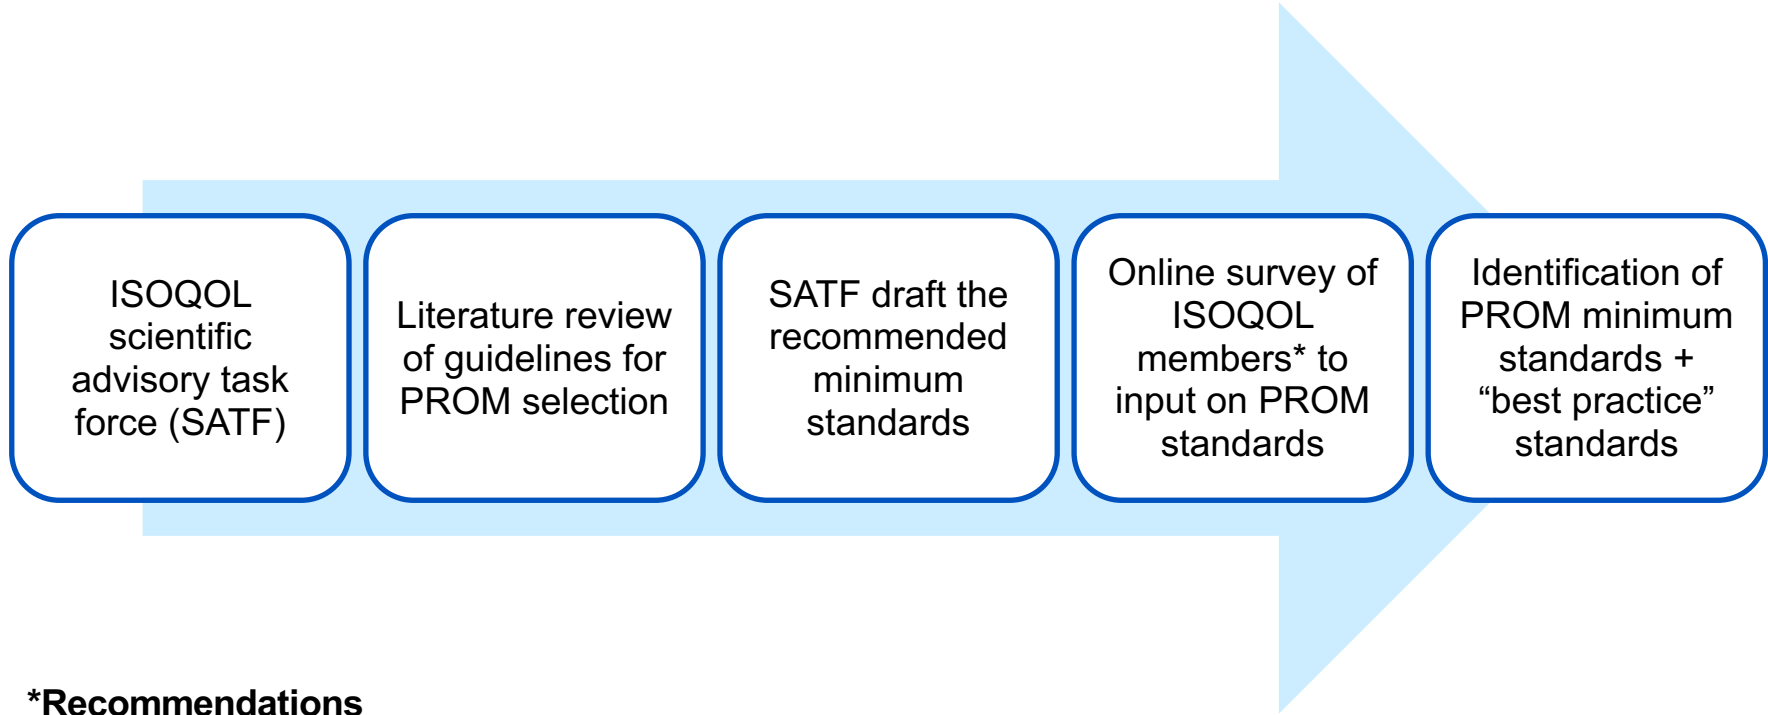 ISOQOL
scientific
advisory task
force (SATF)
Literature review
of guidelines for
PROM selection
SATF draft the
recommended
minimum
standards
Online survey of
ISOQOL
members* to
input on PROM
standards
Identification of
PROM minimum
standards +
“best practice”
standards
*Recommendations